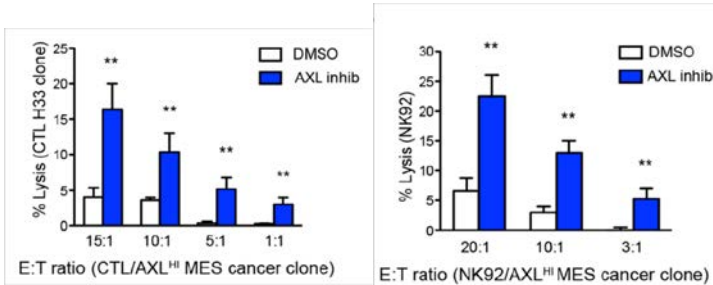 % Lysis (CTL H33 clone)
25
20
15
10
5
0
DMSO
AXL inhib
**
**
**
**
15:1 10:1 5:1 1:1
E:T ratio (CTL/AXLᴴᴵ MES cancer clone)
% Lysis (NK92)
30
25
20
15
10
5
0
DMSO
AXL inhib
**
**
**
20:1 10:1 3:1
E:T ratio (NK92/AXLᴴᴵ MES cancer clone)